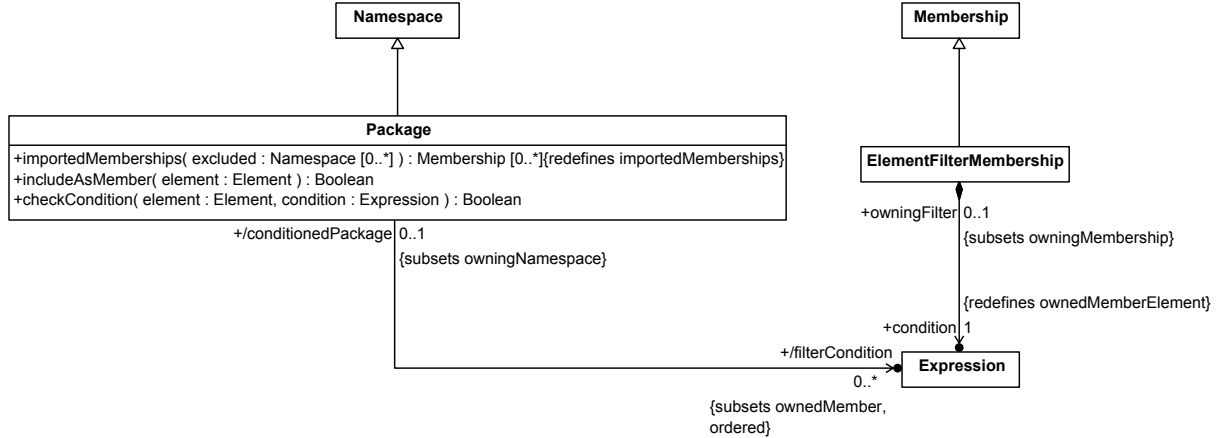 Namespace
Membership
Package
+importedMemberships( excluded : Namespace [0..*] ) : Membership [0..*]{redefines importedMemberships}
+includeAsMember( element : Element ) : Boolean
+checkCondition( element : Element, condition : Expression ) : Boolean
ElementFilterMembership
+/conditionedPackage 0..1
{subsets owningNamespace}
+owningFilter 0..1
{subsets owningMembership}
{redefines ownedMemberElement}
+condition 1
+/filterCondition
0..*
{subsets ownedMember,
ordered}
Expression